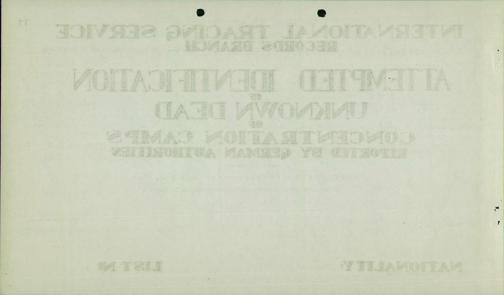 INTERNATIONAL TRACING SERVICE
RECORDS BRANCH
ATTEMPTED IDENTIFICATION
OF
UNKNOWN DEAD
OF
CONCENTRATION CAMPS
REPORTED BY GERMAN AUTHORITIES
NATIONALITY
LIST No